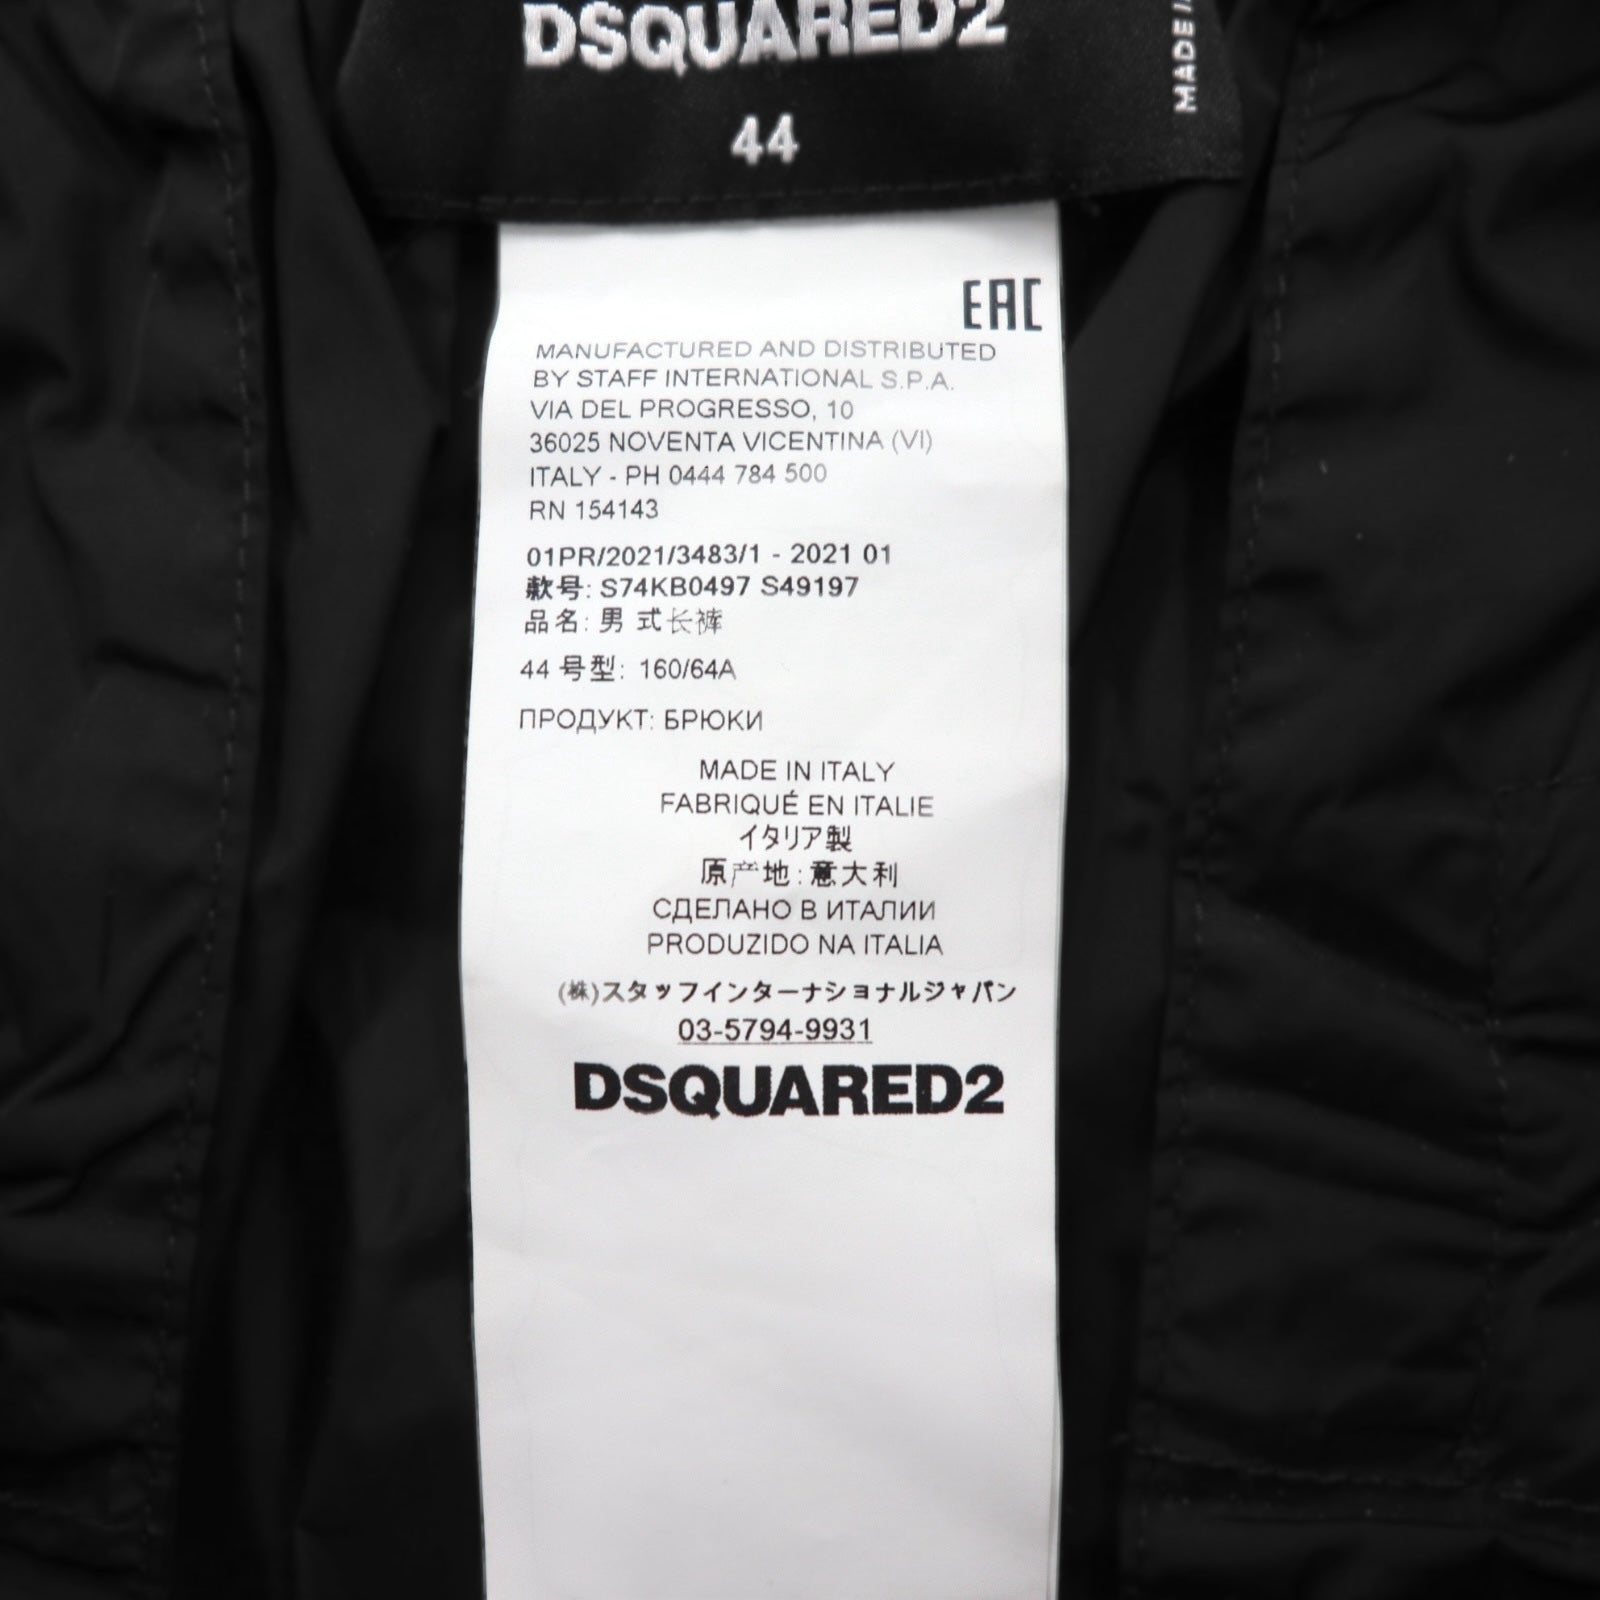 DSQUARED2
44
MADE IN
EAC
MANUFACTURED AND DISTRIBUTED
BY STAFF INTERNATIONAL S.P.A.
VIA DEL PROGRESSO, 10
36025 NOVENTA VICENTINA (VI)
ITALY - PH 0444 784 500
RN 154143
01PR/2021/3483/1 - 2021 01
款号: S74KB0497 S49197
品名: 男 式长裤
44 号型: 160/64A
ПРОДУКТ: БРЮКИ
MADE IN ITALY
FABRIQUÉ EN ITALIE
イタリア製
原产地:意大利
СДЕЛАНО В ИТАЛИИ
PRODUZIDO NA ITALIA
(株)スタッフインターナショナルジャパン
03-5794-9931
DSQUARED2